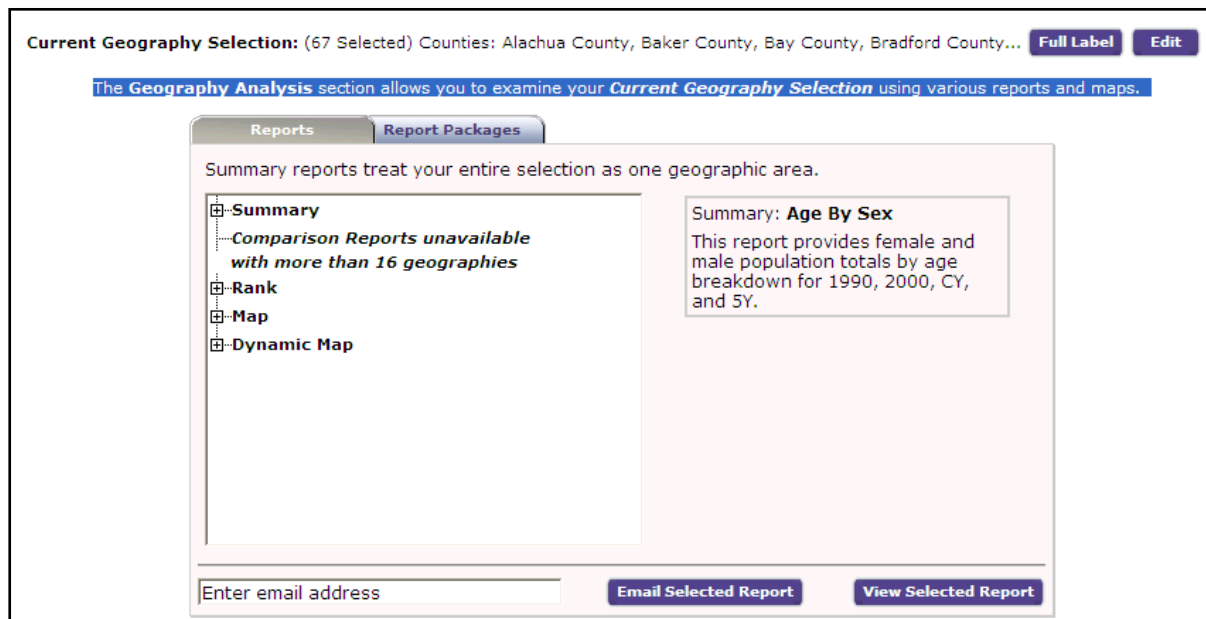 Current Geography Selection: (67 Selected) Counties: Alachua County, Baker County, Bay County, Bradford County... Full Label Edit
The Geography Analysis section allows you to examine your Current Geography Selection using various reports and maps.
Reports Report Packages
Summary reports treat your entire selection as one geographic area.
Summary
Comparison Reports unavailable
with more than 16 geographies
Rank
Map
Dynamic Map
Summary: Age By Sex
This report provides female and
male population totals by age
breakdown for 1990, 2000, CY,
and 5Y.
Enter email address Email Selected Report View Selected Report